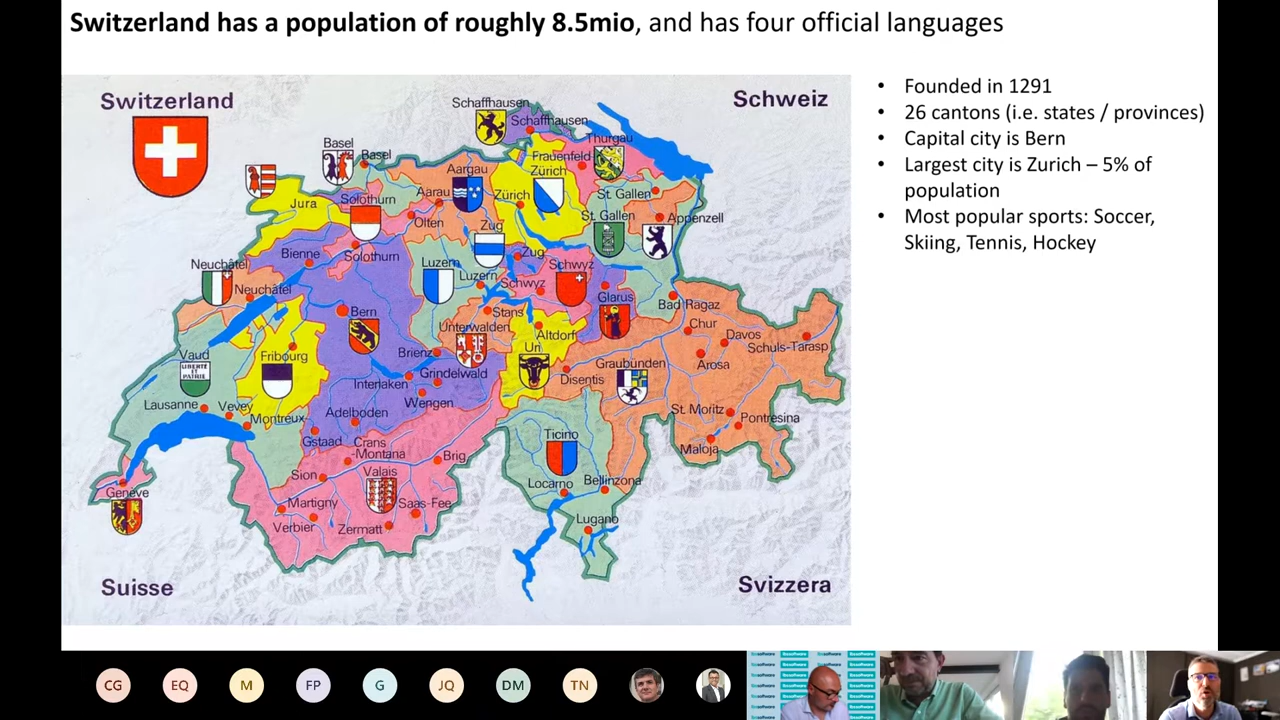 Switzerland has a population of roughly 8.5mio, and has four official languages
Switzerland
Schweiz
Suisse
Svizzera
Schaffhausen
Schaffhausen
Thurgau
Basel
Basel
Frauenfeld
Aargau
Zürich
Jura
Solothurn
Aarau
Zürich
St. Gallen
Olten
Zug
St. Gallen
Appenzell
Bienne
Solothurn
Luzern
Zug
Neuchâtel
Luzern
Schwyz
Schwyz
Neuchâtel
Glarus
Bad Ragaz
Bern
Stans
Unterwalden
Altdorf
Chur
Davos
Vaud
LIBERTÉ
ET
PATRIE
Fribourg
Brienz
Uri
Schuls-Tarasp
Graubünden
Arosa
Interlaken
Grindelwald
Disentis
Lausanne
Vevey
Wengen
Montreux
Adelboden
St. Moritz
Pontresina
Gstaad
Crans
-Montana
Ticino
Maloja
Sion
Valais
Brig
Locarno
Bellinzona
Genève
Martigny
Saas-Fee
Verbier
Zermatt
Lugano
• Founded in 1291
• 26 cantons (i.e. states / provinces)
• Capital city is Bern
• Largest city is Zurich – 5% of
population
• Most popular sports: Soccer,
Skiing, Tennis, Hockey
CG
FQ
M
FP
G
JQ
DM
TN